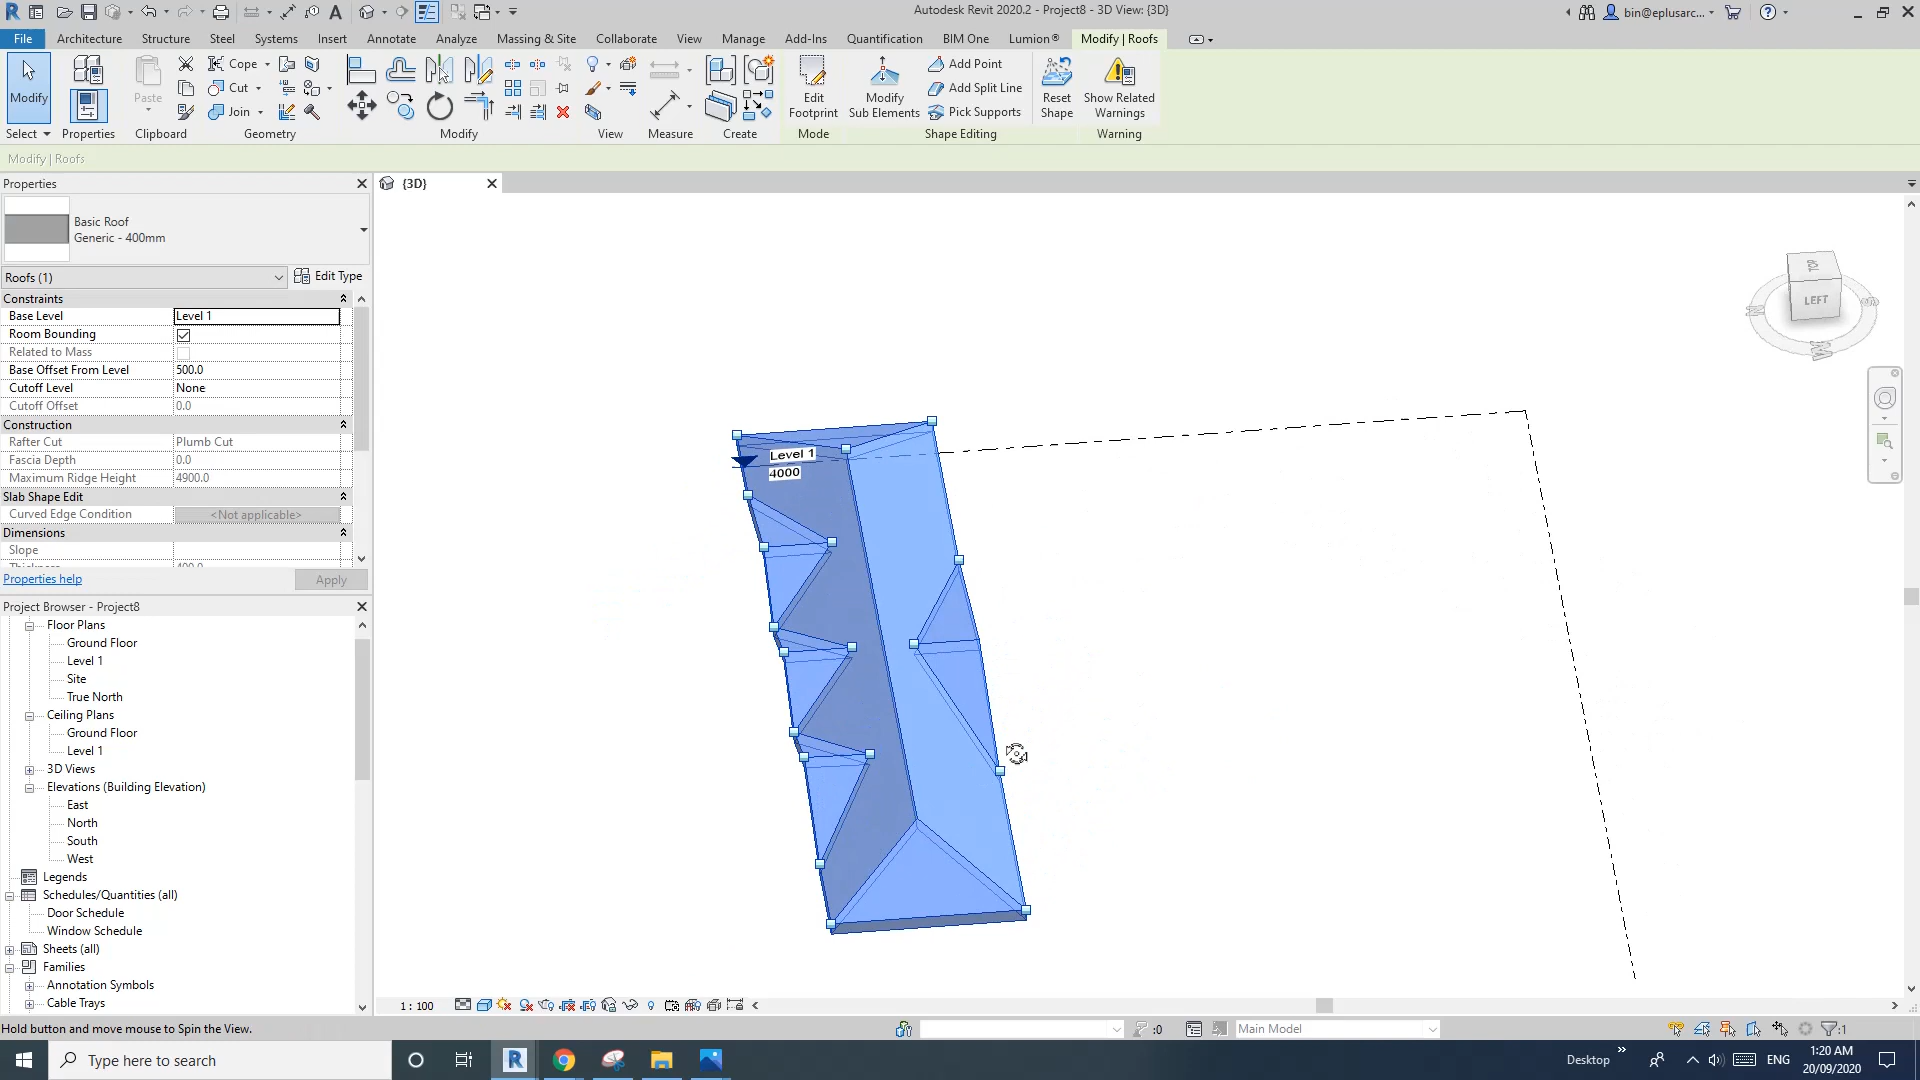 Autodesk Revit 2020.2 - Project8 - 3D View: {3D}
bin@eplusarc...
File Architecture Structure Steel Systems Insert Annotate Analyze Massing & Site Collaborate View Manage Add-Ins Quantification BIM One Lumion® Modify | Roofs
Modify
Select
Properties
Paste
Clipboard
Cope
Cut
Join
Geometry
Modify
View
Measure
Create
Edit
Footprint
Mode
Modify
Sub Elements
Add Point
Add Split Line
Pick Supports
Shape Editing
Reset
Shape
Show Related
Warnings
Warning
Modify | Roofs
Properties
{3D}
Basic Roof
Generic - 400mm
Roofs (1)
Edit Type
Constraints
Base Level Level 1
Room Bounding
Related to Mass
Base Offset From Level 500.0
Cutoff Level None
Cutoff Offset 0.0
Construction
Rafter Cut Plumb Cut
Fascia Depth 0.0
Maximum Ridge Height 4900.0
Slab Shape Edit
Curved Edge Condition <Not applicable>
Dimensions
Slope
Thickness 400.0
Properties help
Apply
Project Browser - Project8
Floor Plans
Ground Floor
Level 1
Site
True North
Ceiling Plans
Ground Floor
Level 1
3D Views
Elevations (Building Elevation)
East
North
South
West
Legends
Schedules/Quantities (all)
Door Schedule
Window Schedule
Sheets (all)
Families
Annotation Symbols
Cable Trays
Level 1
4000
TOP
LEFT
1 : 100
Hold button and move mouse to Spin the View.
:0
Main Model
:1
Type here to search
Desktop
ENG
1:20 AM
20/09/2020